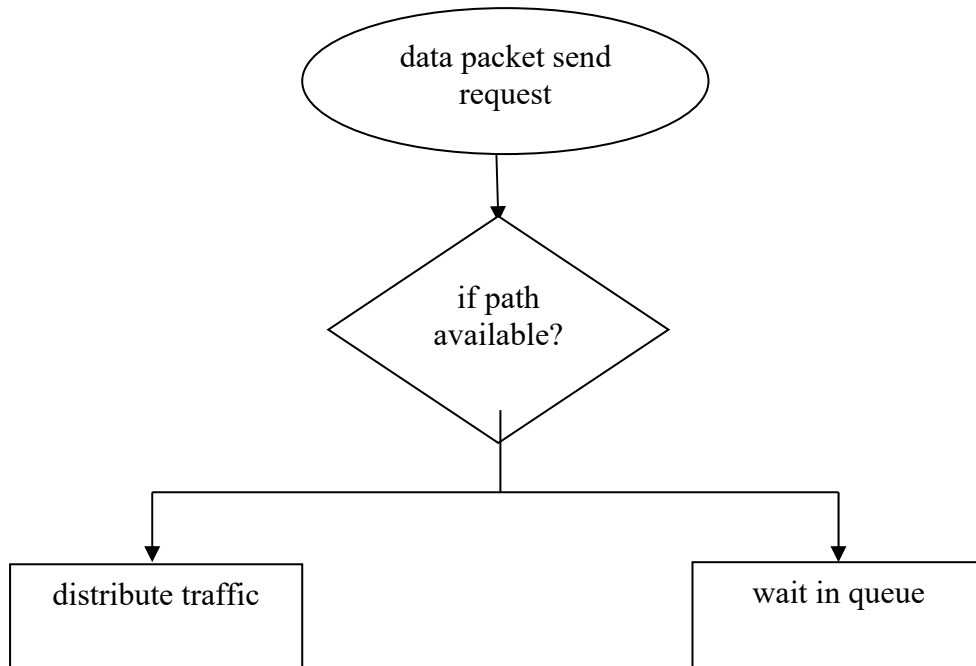 data packet send
request
if path
available?
distribute traffic
wait in queue